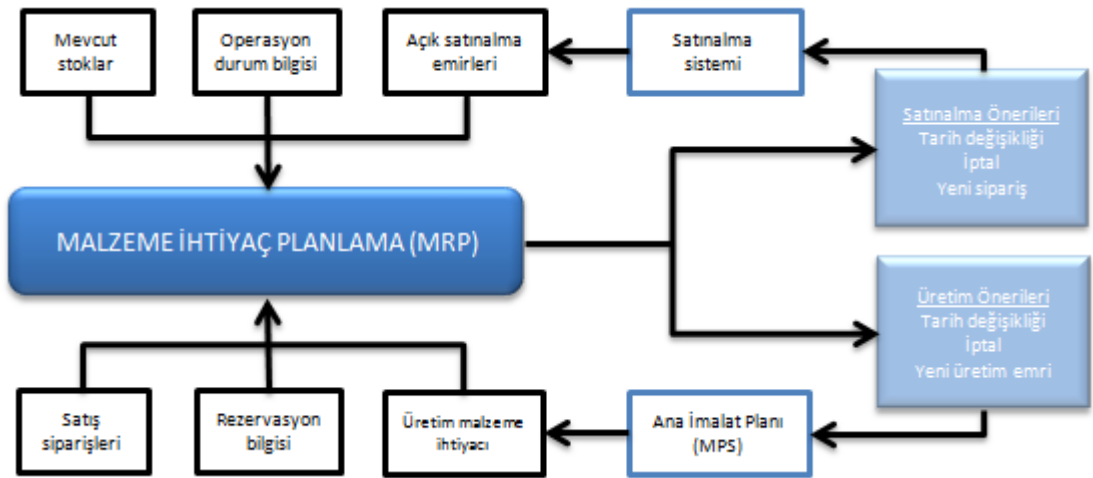 Mevcut
stoklar
Operasyon
durum bilgisi
Açık satınalma
emirleri
Satınalma
sistemi
Satınalma Önerileri
Tarih değişikliği
İptal
Yeni sipariş
MALZEME İHTİYAÇ PLANLAMA (MRP)
Üretim Önerileri
Tarih değişikliği
İptal
Yeni üretim emri
Satış
siparişleri
Rezervasyon
bilgisi
Üretim malzeme
ihtiyacı
Ana İmalat Planı
(MPS)